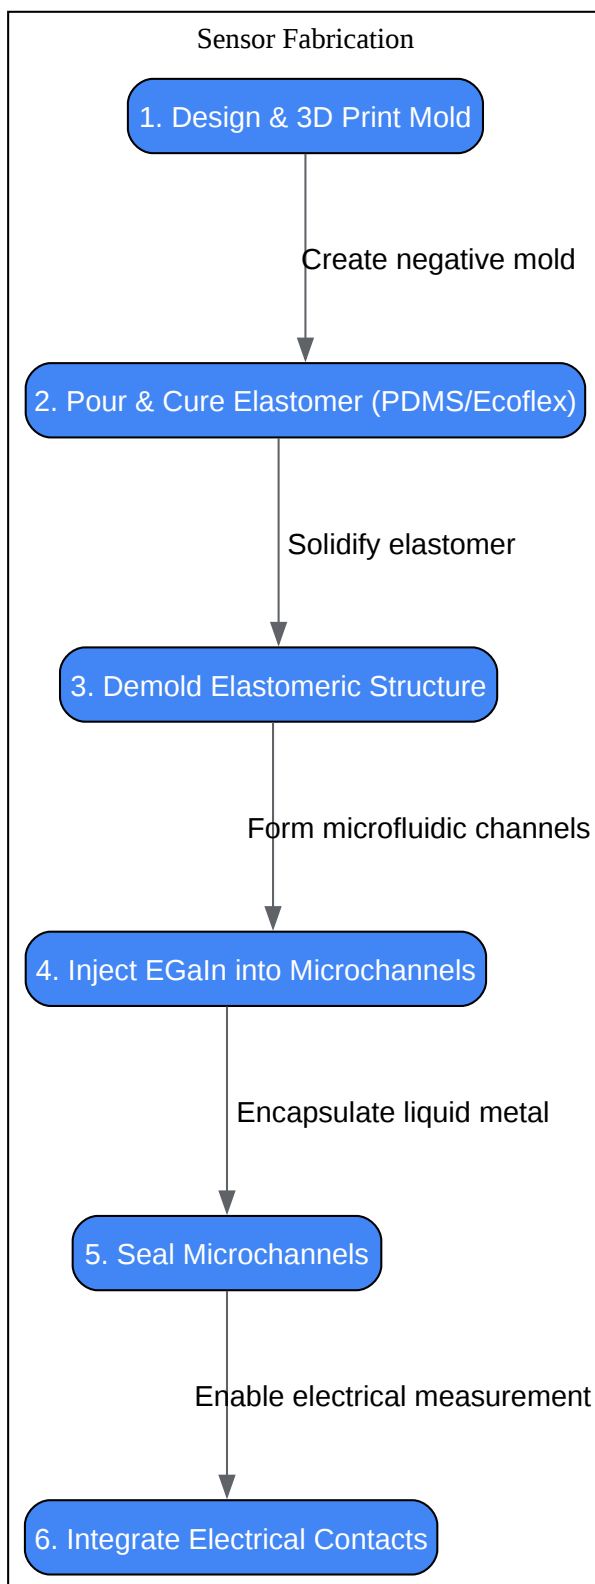 Sensor Fabrication
1. Design & 3D Print Mold
Create negative mold
2. Pour & Cure Elastomer (PDMS/Ecoflex)
Solidify elastomer
3. Demold Elastomeric Structure
Form microfluidic channels
4. Inject EGaIn into Microchannels
Encapsulate liquid metal
5. Seal Microchannels
Enable electrical measurement
6. Integrate Electrical Contacts